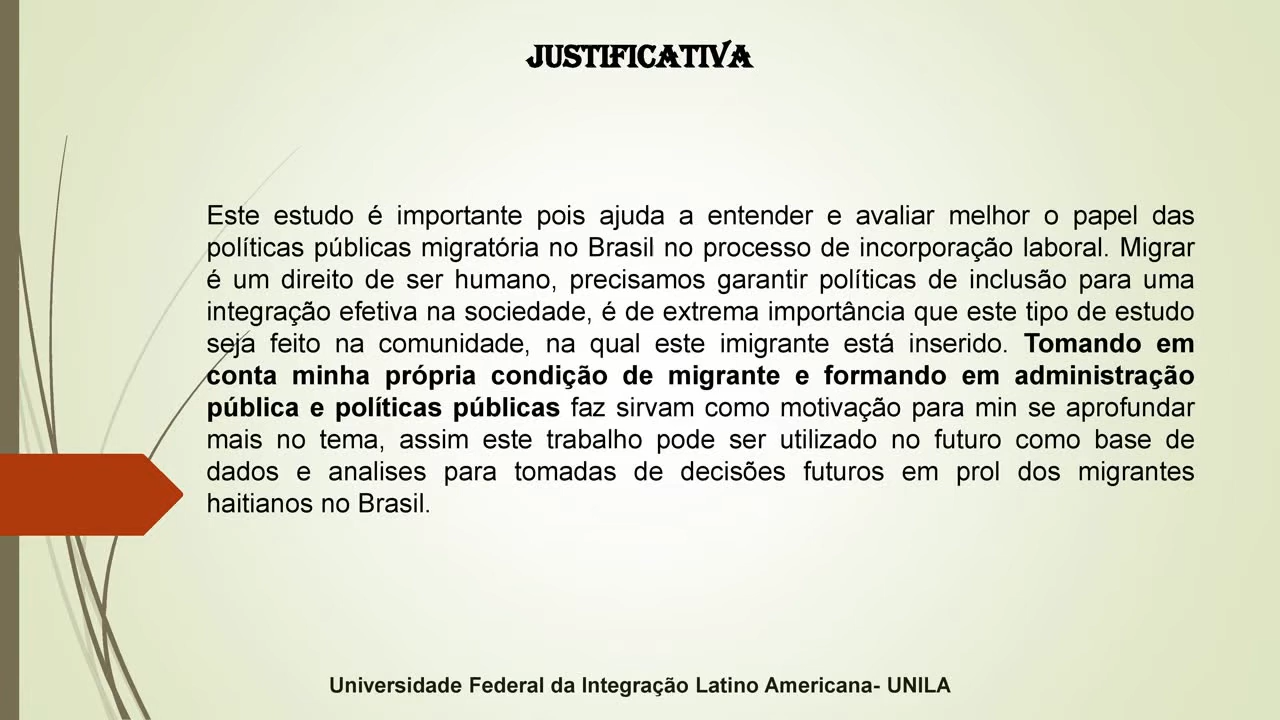 JUSTIFICATIVA
Este estudo é importante pois ajuda a entender e avaliar melhor o papel das
políticas públicas migratória no Brasil no processo de incorporação laboral. Migrar
é um direito de ser humano, precisamos garantir políticas de inclusão para uma
integração efetiva na sociedade, é de extrema importância que este tipo de estudo
seja feito na comunidade, na qual este imigrante está inserido. Tomando em
conta minha própria condição de migrante e formando em administração
pública e políticas públicas faz sirvam como motivação para min se aprofundar
mais no tema, assim este trabalho pode ser utilizado no futuro como base de
dados e analises para tomadas de decisões futuros em prol dos migrantes
haitianos no Brasil.
Universidade Federal da Integração Latino Americana- UNILA